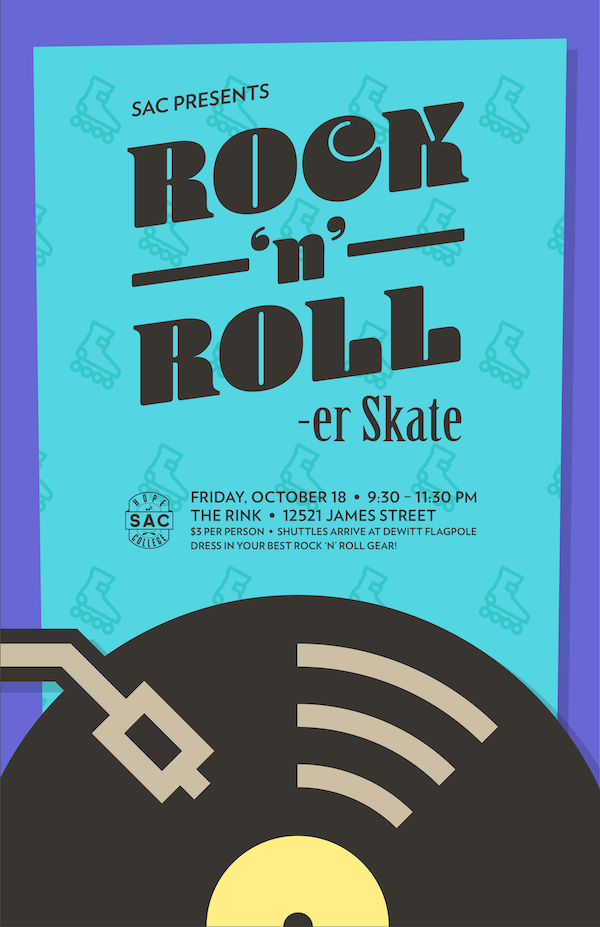 SAC PRESENTS
ROCK
‘n’
ROLL
-er Skate
HOPE
SAC
COLLEGE
FRIDAY, OCTOBER 18 • 9:30 – 11:30 PM
THE RINK • 12521 JAMES STREET
$3 PER PERSON • SHUTTLES ARRIVE AT DEWITT FLAGPOLE
DRESS IN YOUR BEST ROCK ‘N’ ROLL GEAR!